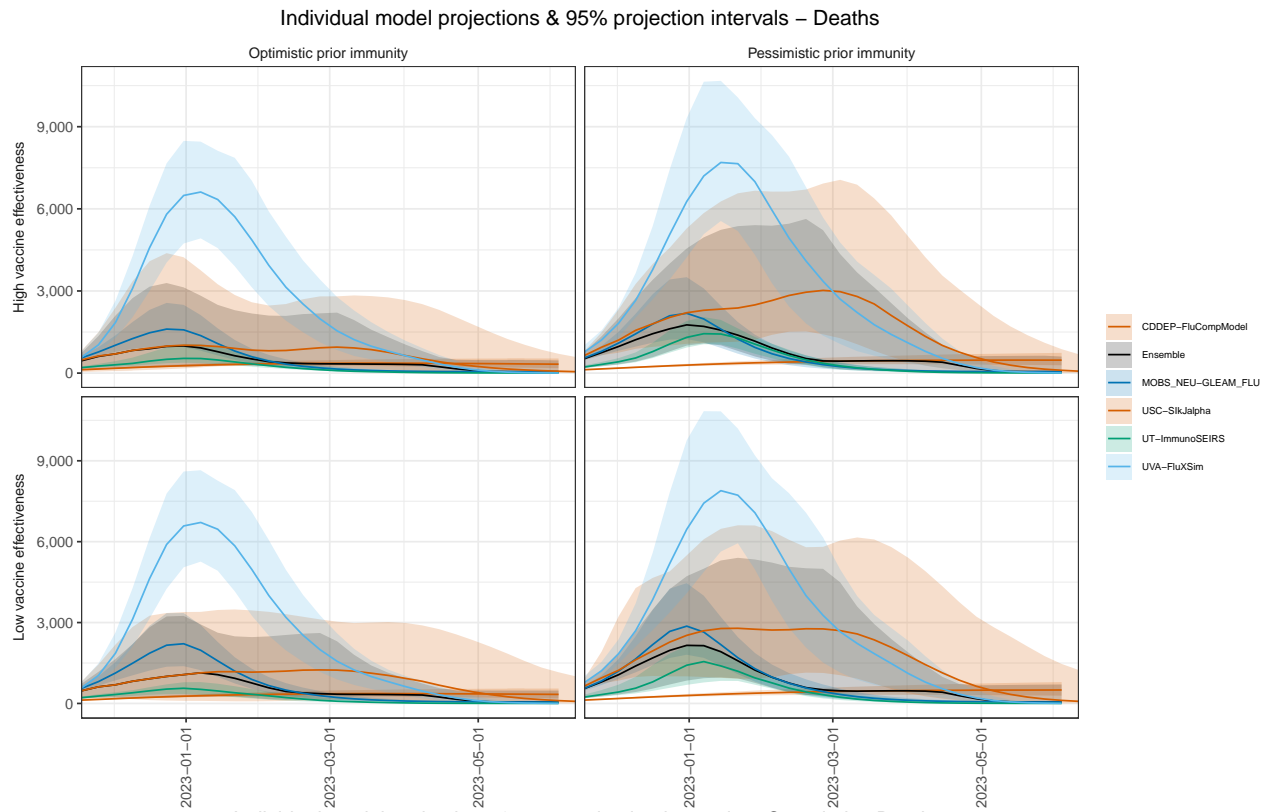 Individual model projections & 95% projection intervals – Deaths
Optimistic prior immunity
Pessimistic prior immunity
High vaccine effectiveness
9,000
6,000
3,000
0
Low vaccine effectiveness
9,000
6,000
3,000
0
2023–01–01
2023–03–01
2023–05–01
2023–01–01
2023–03–01
2023–05–01
CDDEP–FluCompModel
Ensemble
MOBS_NEU–GLEAM_FLU
USC–SIkJalpha
UT–ImmunoSEIRS
UVA–FluXSim